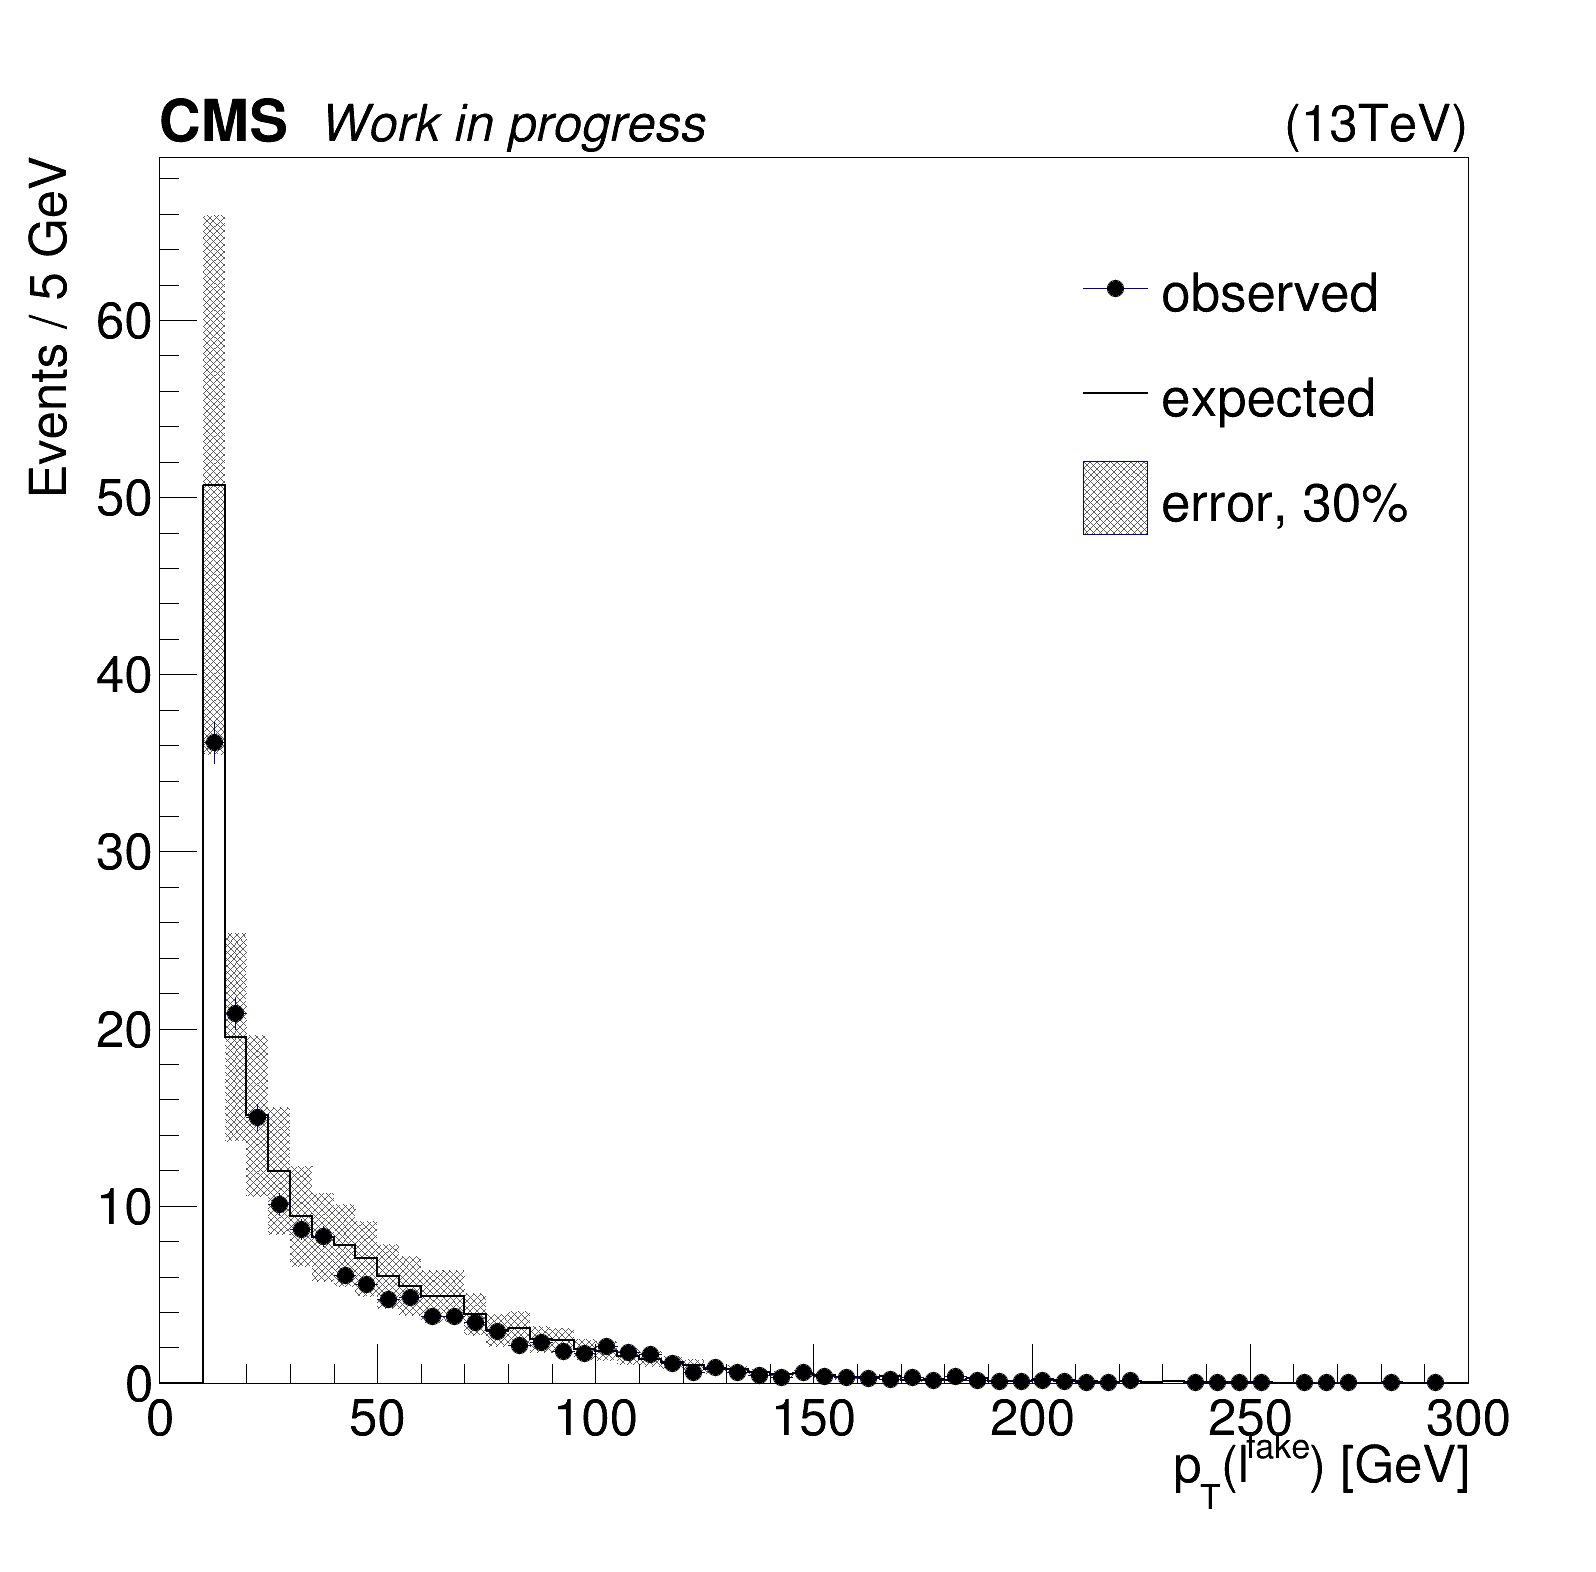 CMS Work in progress (13TeV)
Events / 5 GeV
observed
expected
error, 30%
60
50
40
30
20
10
0
0 50 100 150 200 250 300
p_T(l^fake) [GeV]